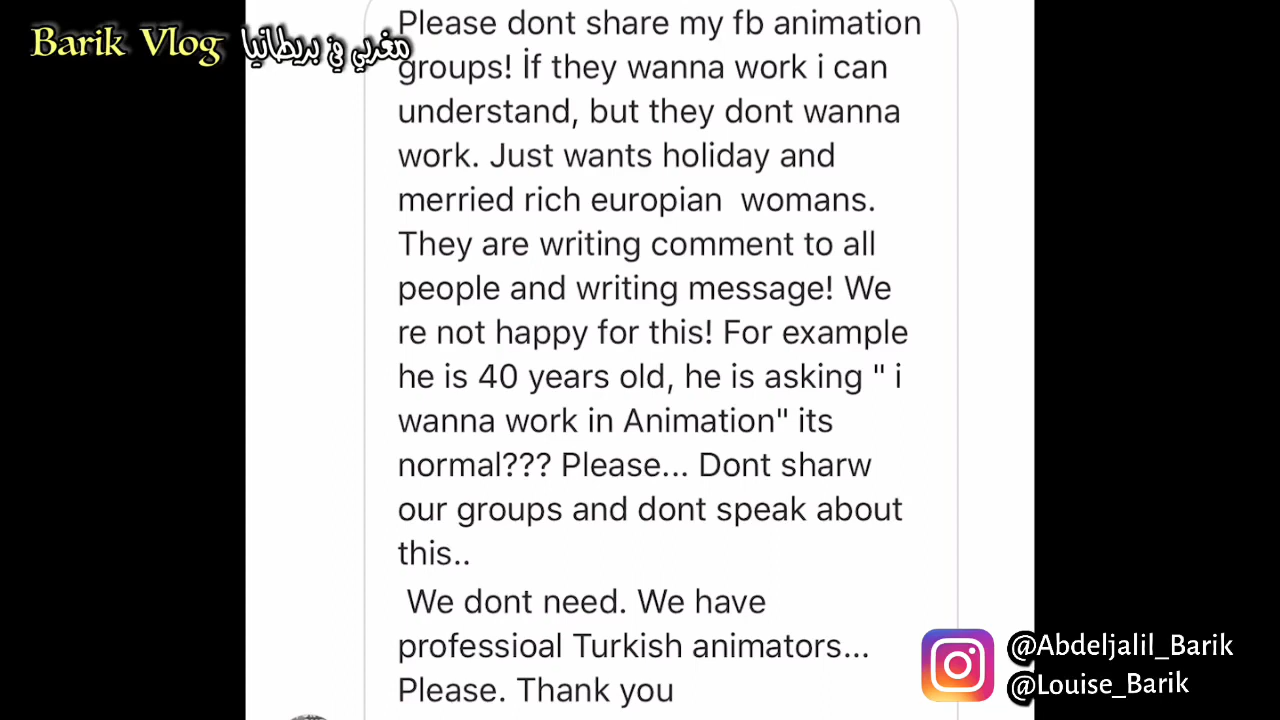 Barik Vlog مغربي في بريطانيا
Please dont share my fb animation
groups! İf they wanna work i can
understand, but they dont wanna
work. Just wants holiday and
merried rich europian  womans.
They are writing comment to all
people and writing message! We
re not happy for this! For example
he is 40 years old, he is asking " i
wanna work in Animation" its
normal??? Please... Dont sharw
our groups and dont speak about
this..
We dont need. We have
professioal Turkish animators...
Please. Thank you
@Abdeljalil_Barik
@Louise_Barik